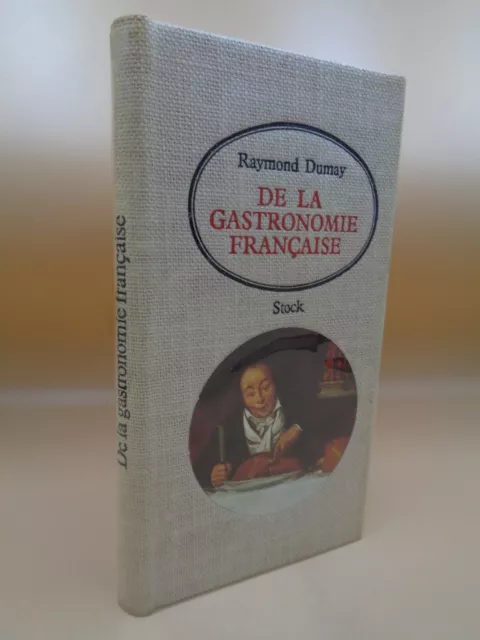 De la gastronomie française
Raymond Dumay
DE LA
GASTRONOMIE
FRANÇAISE
Stock